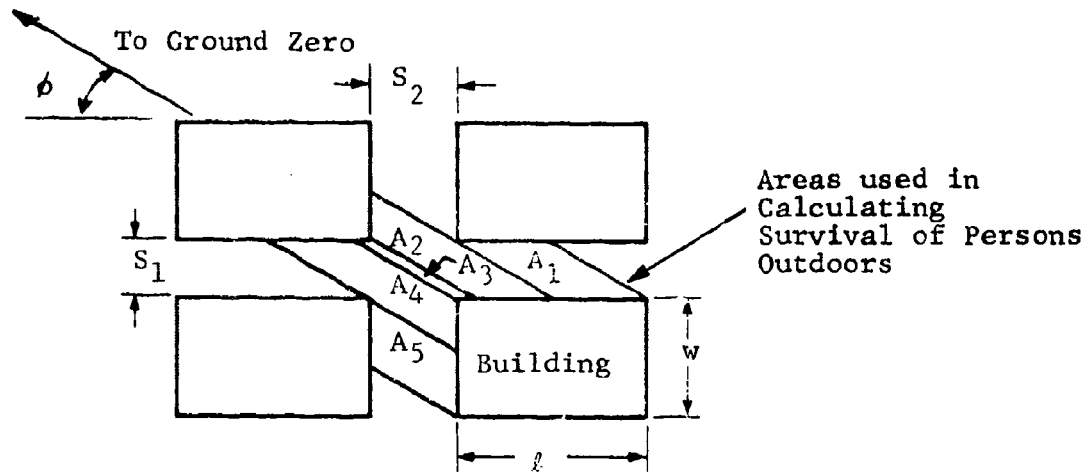 To Ground Zero
ϕ
S2
S1
A2
A3
A1
A4
A5
Areas used in
Calculating
Survival of Persons
Outdoors
Building
w
ℓ